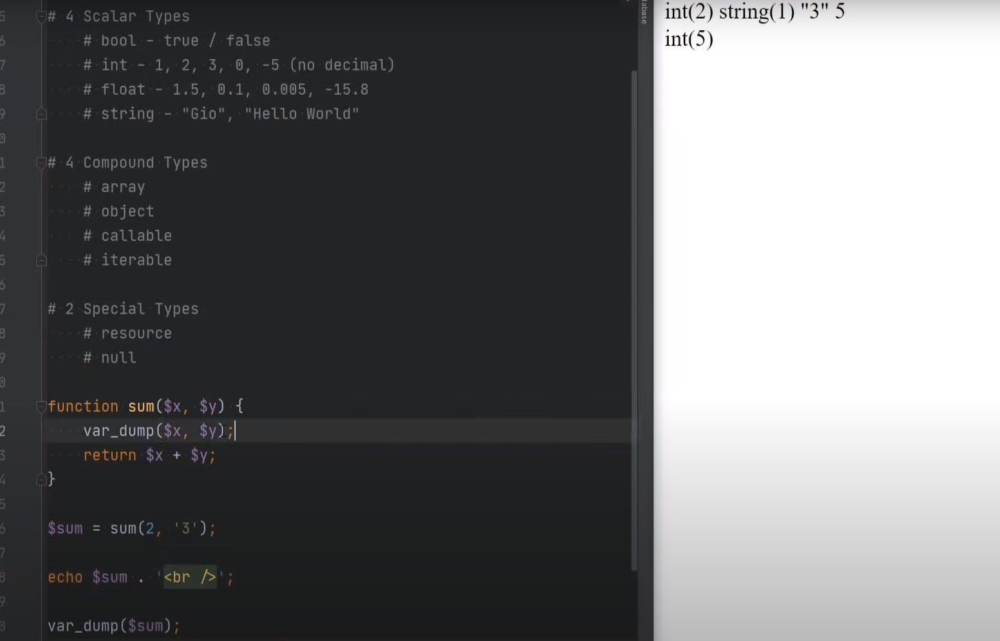 # 4 Scalar Types
# bool - true / false
# int - 1, 2, 3, 0, -5 (no decimal)
# float - 1.5, 0.1, 0.005, -15.8
# string - "Gio", "Hello World"
# 4 Compound Types
# array
# object
# callable
# iterable
# 2 Special Types
# resource
# null
function sum($x, $y) {
var_dump($x, $y);
return $x + $y;
}
$sum = sum(2, '3');
echo $sum . '<br />';
var_dump($sum);
int(2) string(1) "3" 5
int(5)